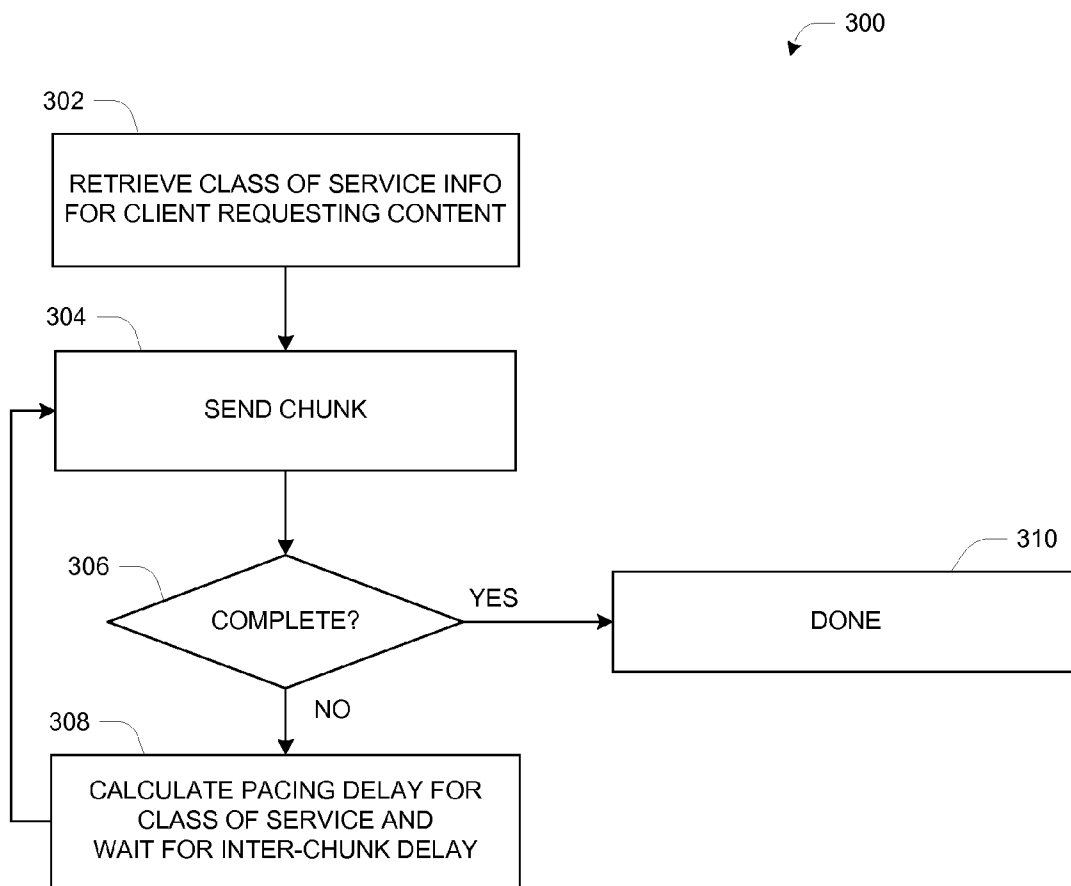 300
302
RETRIEVE CLASS OF SERVICE INFO
FOR CLIENT REQUESTING CONTENT
304
SEND CHUNK
306
COMPLETE?
YES
310
DONE
NO
308
CALCULATE PACING DELAY FOR
CLASS OF SERVICE AND
WAIT FOR INTER-CHUNK DELAY